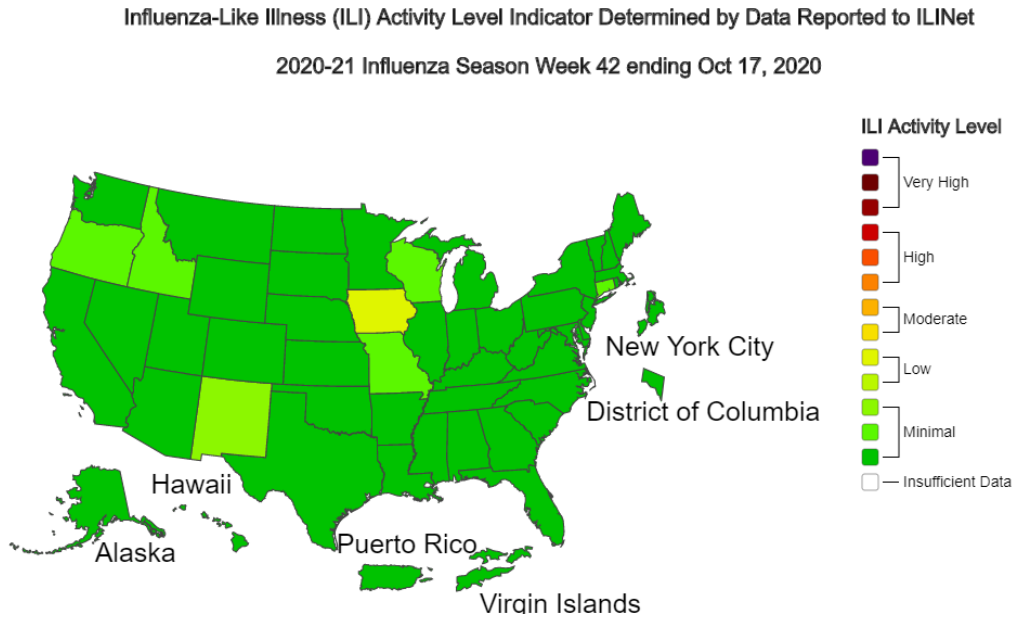 Influenza-Like Illness (ILI) Activity Level Indicator Determined by Data Reported to ILINet
2020-21 Influenza Season Week 42 ending Oct 17, 2020
ILI Activity Level
Very High
High
Moderate
Low
Minimal
Insufficient Data
New York City
District of Columbia
Hawaii
Alaska
Puerto Rico
Virgin Islands